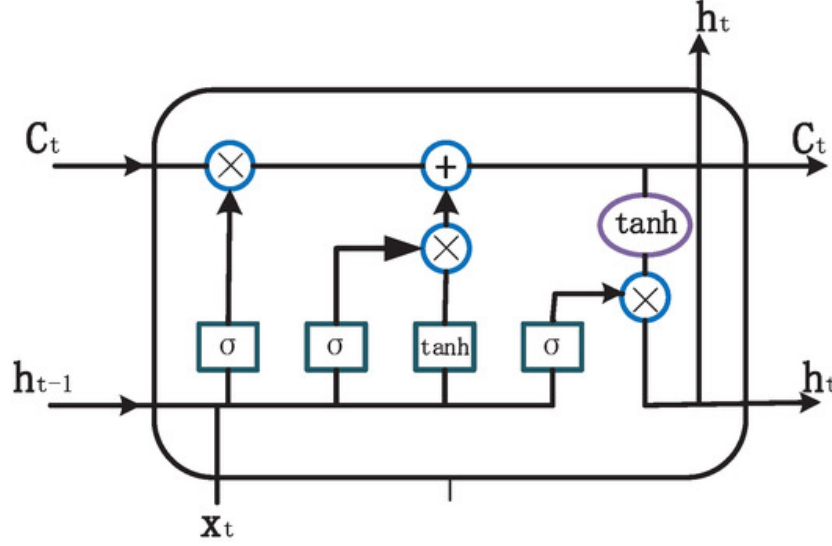 hₜ
Cₜ
×
+
Cₜ
tanh
×
×
σ
σ
tanh
σ
hₜ₋₁
hₜ
xₜ